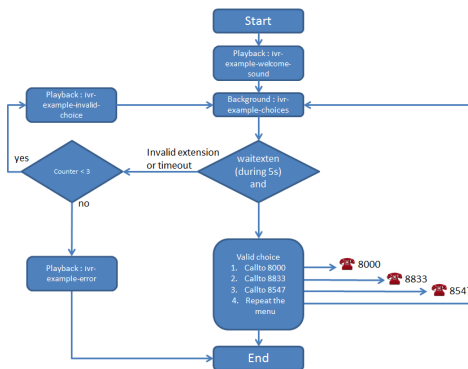 Start
Playback : ivr-
example-welcome-
sound
Playback : ivr-
example-invalid-
choice
Background : ivr-
example-choices
Invalid extension
or timeout
waitexten
(during 5s)
and
yes
Counter < 3
no
Playback : ivr-
example-error
Valid choice
1. Callto 8000
2. Callto 8833
3. Callto 8547
4. Repeat the
menu
8000
8833
8547
End